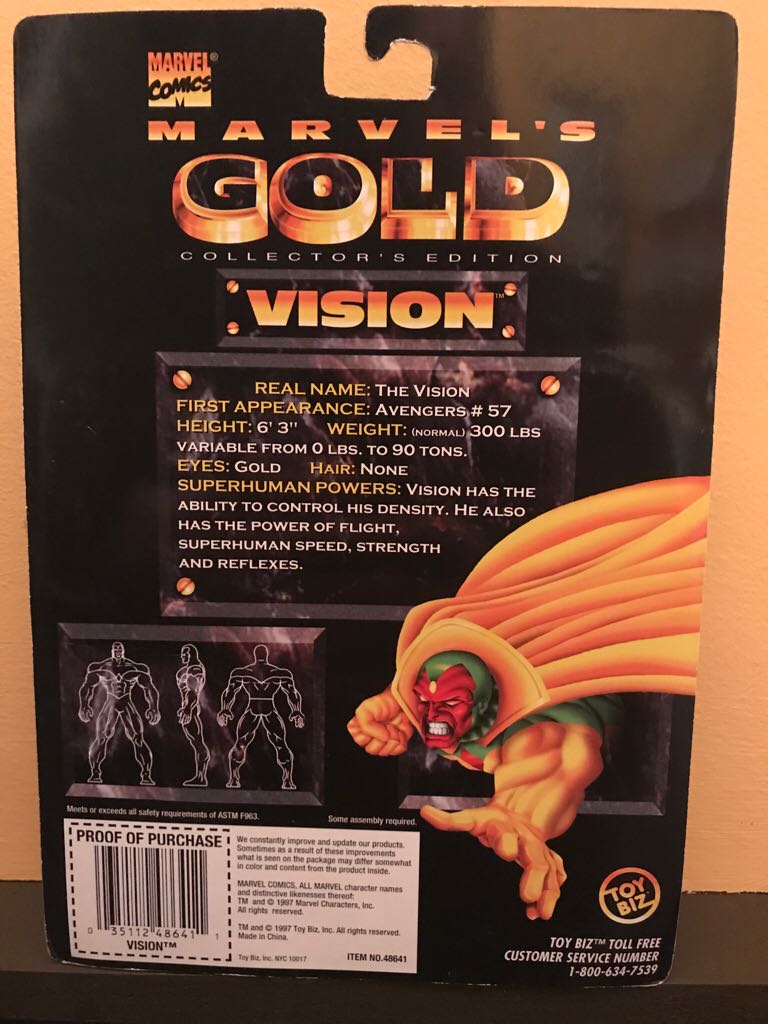 MARVEL®
COMICS
MARVEL'S
GOLD
COLLECTOR'S EDITION
VISION™
REAL NAME: THE VISION
FIRST APPEARANCE: AVENGERS # 57
HEIGHT: 6' 3" WEIGHT: (NORMAL) 300 LBS
VARIABLE FROM 0 LBS. TO 90 TONS.
EYES: GOLD HAIR: NONE
SUPERHUMAN POWERS: VISION HAS THE
ABILITY TO CONTROL HIS DENSITY. HE ALSO
HAS THE POWER OF FLIGHT,
SUPERHUMAN SPEED, STRENGTH
AND REFLEXES.
Meets or exceeds all safety requirements of ASTM F963.
Some assembly required.
PROOF OF PURCHASE
0 35112 48641 1
VISION™
We constantly improve and update our products.
Sometimes as a result of these improvements
what is seen on the package may differ somewhat
in color and content from the product inside.
MARVEL COMICS, ALL MARVEL character names
and distinctive likenesses thereof:
TM and © 1997 Marvel Characters, Inc.
All rights reserved.
TM and © 1997 Toy Biz, Inc. All rights reserved.
Made in China.
Toy Biz, Inc. NYC 10017 ITEM NO.48641
TOY
BIZ
TOY BIZ™ TOLL FREE
CUSTOMER SERVICE NUMBER
1-800-634-7539